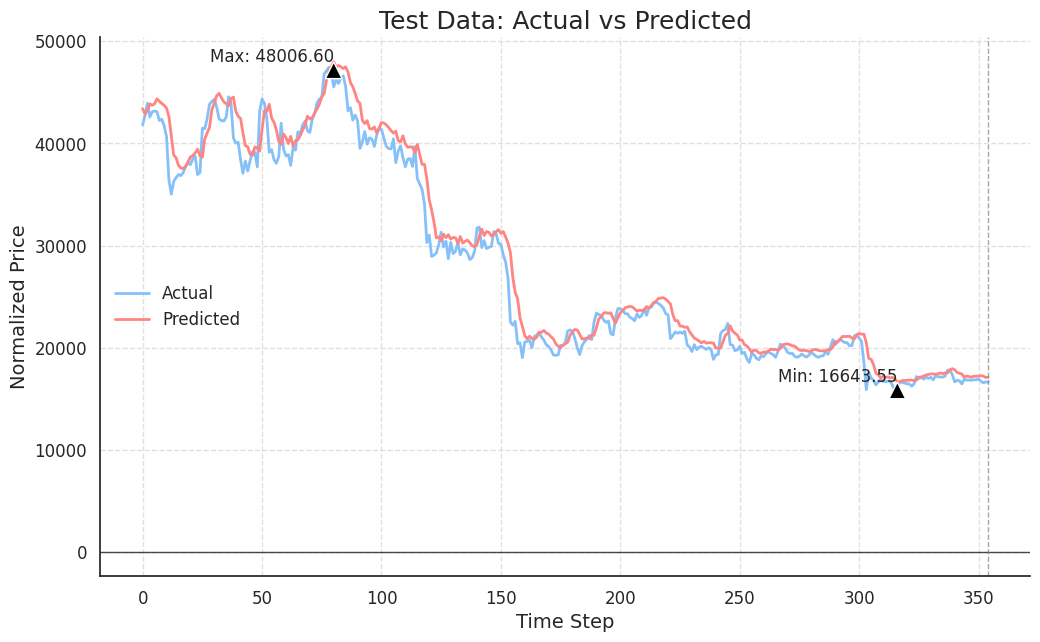 Test Data: Actual vs Predicted
50000
Max: 48006.60
40000
30000
Normalized Price
Actual
Predicted
20000
Min: 16643.55
10000
0
0 50 100 150 200 250 300 350
Time Step